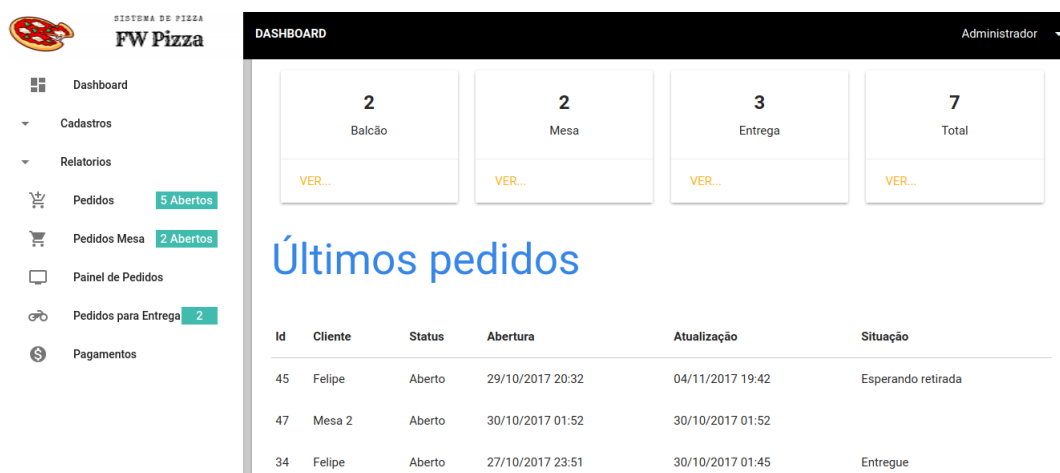 SISTEMA DE PIZZA
FW Pizza
DASHBOARD
Administrador
Dashboard
Cadastros
Relatorios
Pedidos 5 Abertos
Pedidos Mesa 2 Abertos
Painel de Pedidos
Pedidos para Entrega 2
Pagamentos
2
Balcão
VER...
2
Mesa
VER...
3
Entrega
VER...
7
Total
VER...
Últimos pedidos
Id Cliente Status Abertura Atualização Situação
45 Felipe Aberto 29/10/2017 20:32 04/11/2017 19:42 Esperando retirada
47 Mesa 2 Aberto 30/10/2017 01:52 30/10/2017 01:52
34 Felipe Aberto 27/10/2017 23:51 30/10/2017 01:45 Entregue